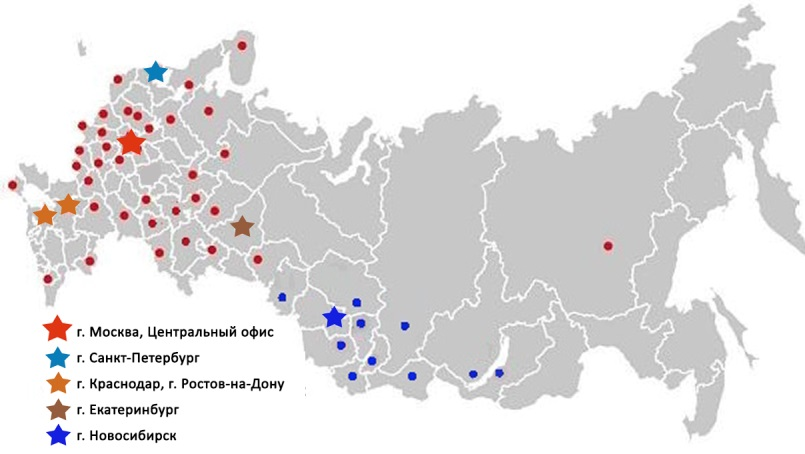 г. Москва, Центральный офис
г. Санкт-Петербург
г. Краснодар, г. Ростов-на-Дону
г. Екатеринбург
г. Новосибирск